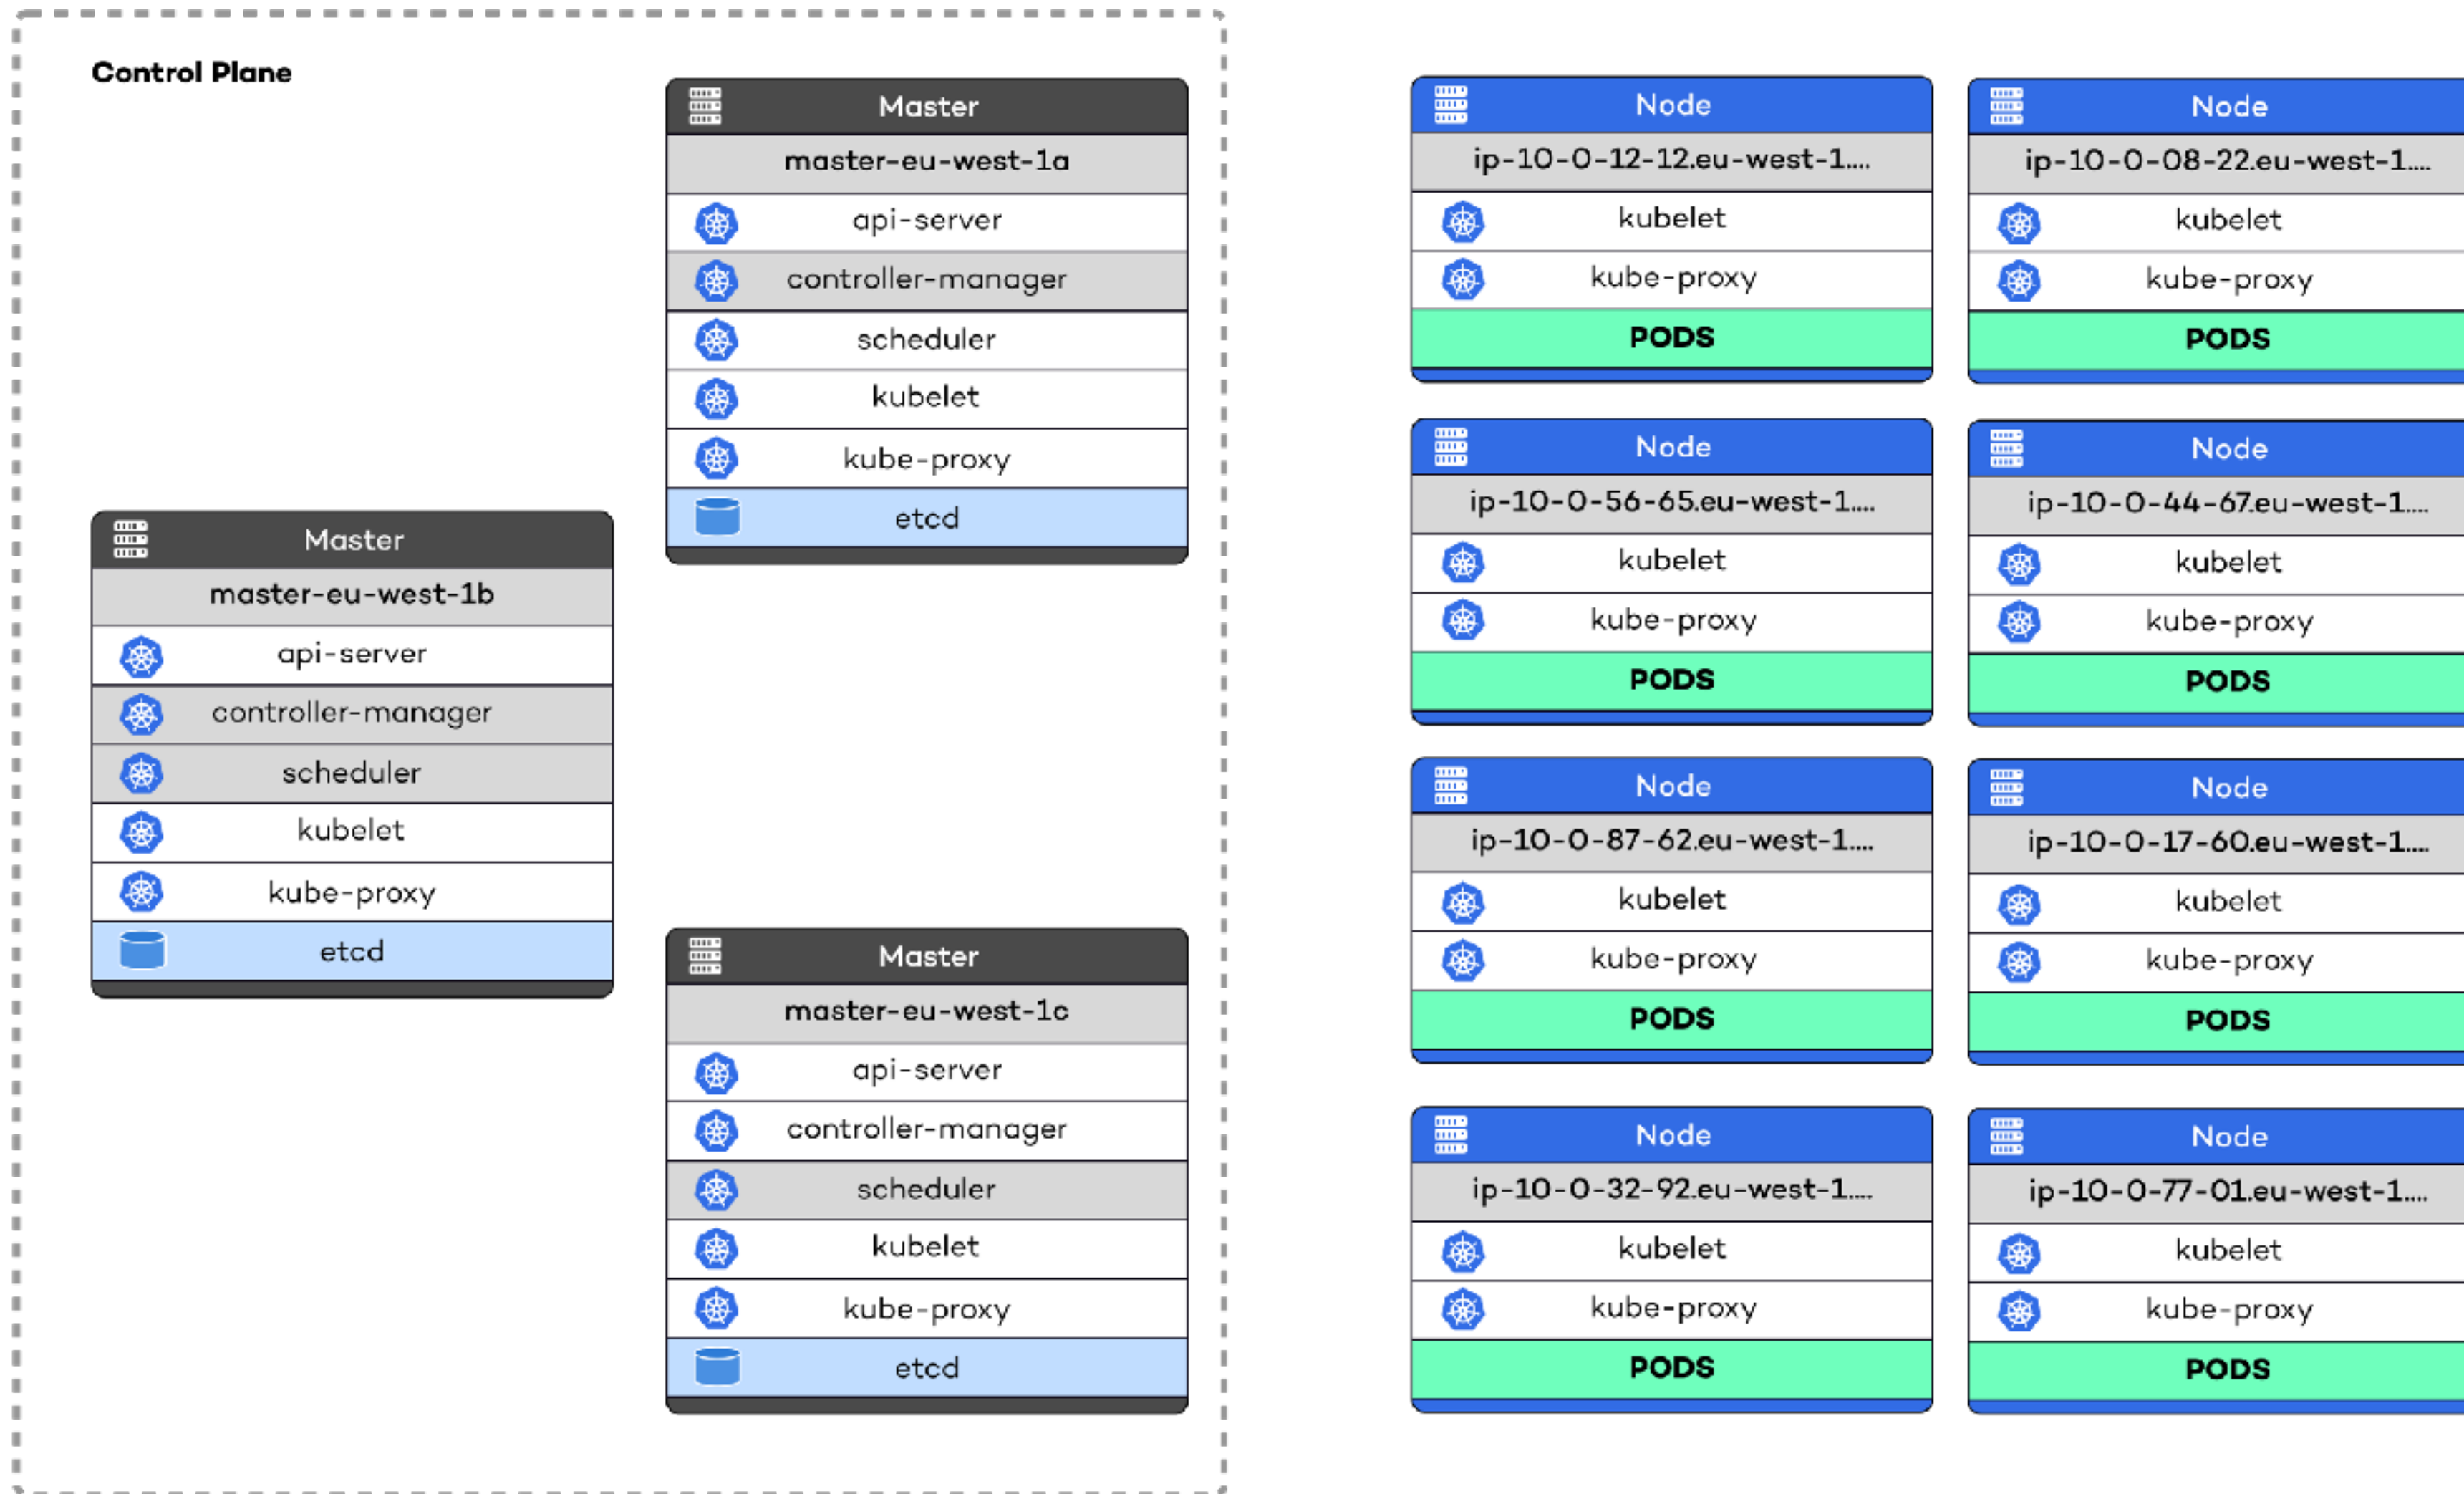 Control Plane
Master
master-eu-west-1a
api-server
controller-manager
scheduler
kubelet
kube-proxy
etcd
Master
master-eu-west-1b
api-server
controller-manager
scheduler
kubelet
kube-proxy
etcd
Master
master-eu-west-1c
api-server
controller-manager
scheduler
kubelet
kube-proxy
etcd
Node
ip-10-0-12-12.eu-west-1....
kubelet
kube-proxy
PODS
Node
ip-10-0-08-22.eu-west-1....
kubelet
kube-proxy
PODS
Node
ip-10-0-56-65.eu-west-1....
kubelet
kube-proxy
PODS
Node
ip-10-0-44-67.eu-west-1....
kubelet
kube-proxy
PODS
Node
ip-10-0-87-62.eu-west-1....
kubelet
kube-proxy
PODS
Node
ip-10-0-17-60.eu-west-1....
kubelet
kube-proxy
PODS
Node
ip-10-0-32-92.eu-west-1....
kubelet
kube-proxy
PODS
Node
ip-10-0-77-01.eu-west-1....
kubelet
kube-proxy
PODS